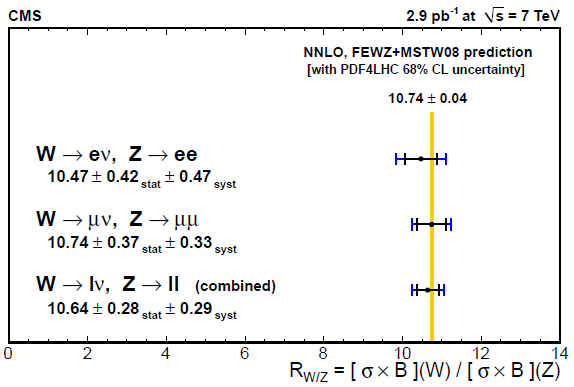 CMS 2.9 pb⁻¹ at √s = 7 TeV
NNLO, FEWZ+MSTW08 prediction
[with PDF4LHC 68% CL uncertainty]
10.74 ± 0.04
W → eν, Z → ee
10.47 ± 0.42 stat ± 0.47 syst
W → μν, Z → μμ
10.74 ± 0.37 stat ± 0.33 syst
W → lν, Z → ll (combined)
10.64 ± 0.28 stat ± 0.29 syst
0 2 4 6 8 10 12 14
R W/Z = [ σ × B ](W) / [ σ × B ](Z)